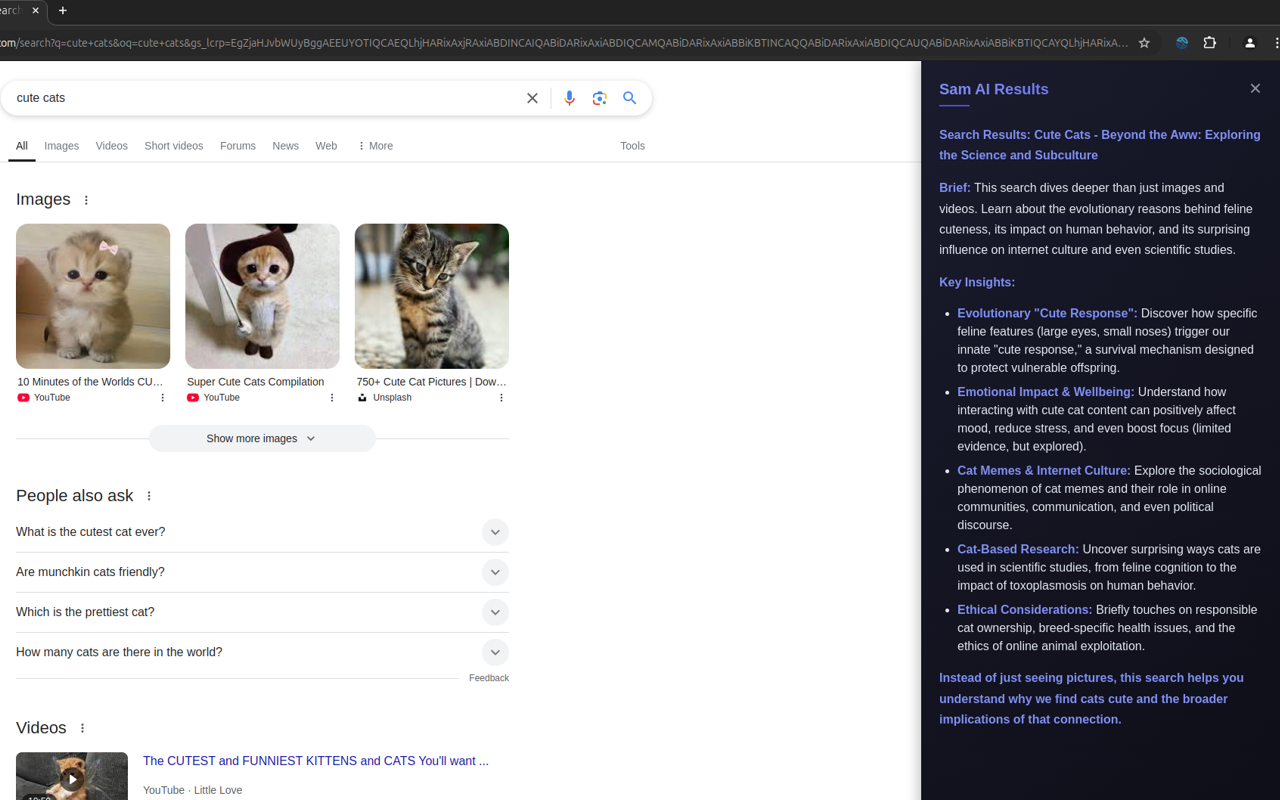 earch
om/search?q=cute+cats&oq=cute+cats&gs_lcrp=EgZjaHJvbWUyBggAEEUYOTIQCAEQLhjHARixAxjRAxiABDINCAIQABiDARixAxiABDIQCAMQABiDARixAxiABBiKBTINCAQQABiDARixAxiABDIQCAUQABiDARixAxiABBiKBTIQCAYQLhjHARixA…
cute cats
All Images Videos Short videos Forums News Web More Tools
Images
10 Minutes of the Worlds CU…
YouTube
Super Cute Cats Compilation
YouTube
750+ Cute Cat Pictures | Dow…
Unsplash
Show more images
People also ask
What is the cutest cat ever?
Are munchkin cats friendly?
Which is the prettiest cat?
How many cats are there in the world?
Feedback
Videos
The CUTEST and FUNNIEST KITTENS and CATS You'll want ...
YouTube · Little Love
Sam AI Results
Search Results: Cute Cats - Beyond the Aww: Exploring
the Science and Subculture
Brief: This search dives deeper than just images and
videos. Learn about the evolutionary reasons behind feline
cuteness, its impact on human behavior, and its surprising
influence on internet culture and even scientific studies.
Key Insights:
• Evolutionary "Cute Response": Discover how specific
feline features (large eyes, small noses) trigger our
innate "cute response," a survival mechanism designed
to protect vulnerable offspring.
• Emotional Impact & Wellbeing: Understand how
interacting with cute cat content can positively affect
mood, reduce stress, and even boost focus (limited
evidence, but explored).
• Cat Memes & Internet Culture: Explore the sociological
phenomenon of cat memes and their role in online
communities, communication, and even political
discourse.
• Cat-Based Research: Uncover surprising ways cats are
used in scientific studies, from feline cognition to the
impact of toxoplasmosis on human behavior.
• Ethical Considerations: Briefly touches on responsible
cat ownership, breed-specific health issues, and the
ethics of online animal exploitation.
Instead of just seeing pictures, this search helps you
understand why we find cats cute and the broader
implications of that connection.